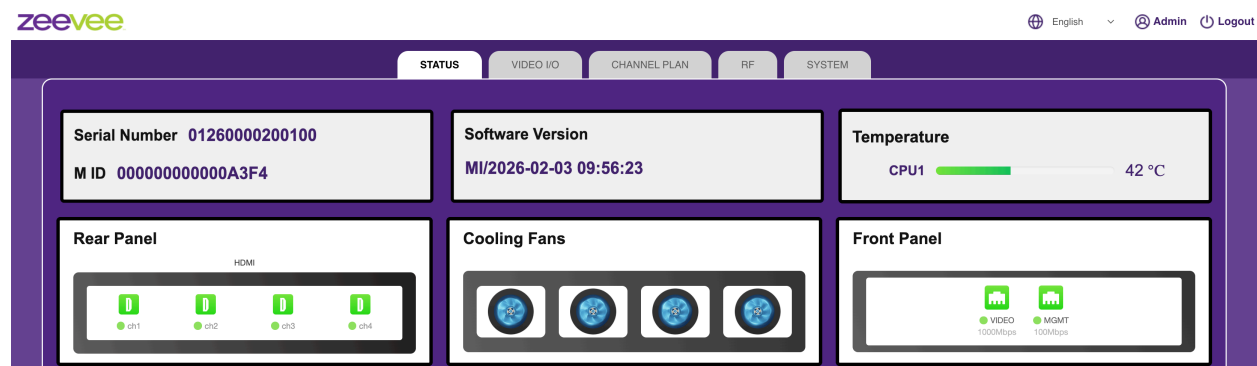 zeevee
English
Admin
Logout
STATUS
VIDEO I/O
CHANNEL PLAN
RF
SYSTEM
Serial Number 01260000200100
M ID 000000000000A3F4
Software Version
MI/2026-02-03 09:56:23
Temperature
CPU1 42 °C
Rear Panel
HDMI
ch1
ch2
ch3
ch4
Cooling Fans
Front Panel
VIDEO
1000Mbps
MGMT
100Mbps